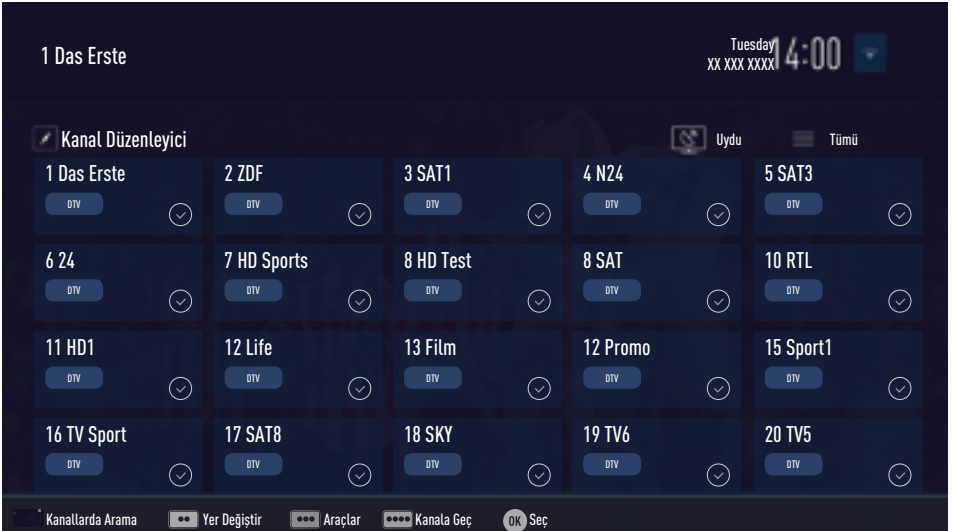 1 Das Erste
Tuesday
XX XXX XXXX
14:00
Kanal Düzenleyici
Uydu
Tümü
1 Das Erste 2 ZDF 3 SAT1 4 N24 5 SAT3
DTV DTV DTV DTV DTV
6 24 7 HD Sports 8 HD Test 8 SAT 10 RTL
DTV DTV DTV DTV DTV
11 HD1 12 Life 13 Film 12 Promo 15 Sport1
DTV DTV DTV DTV DTV
16 TV Sport 17 SAT8 18 SKY 19 TV6 20 TV5
DTV DTV DTV DTV DTV
Kanallarda Arama Yer Değiştir Araçlar Kanala Geç OK Seç